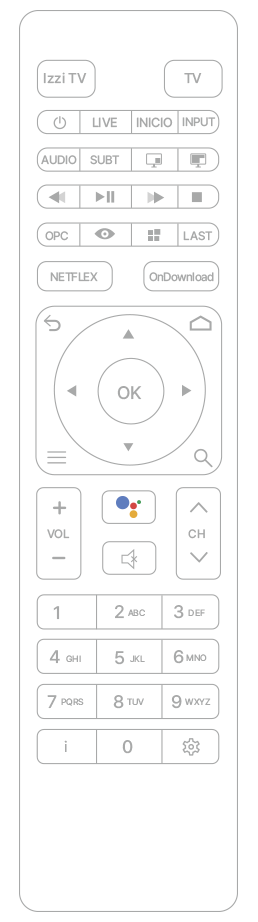 Izzi TV TV
LIVE INICIO INPUT
AUDIO SUBT
OPC LAST
NETFLEX OnDownload
OK
+
VOL CH
−
1 2 ABC 3 DEF
4 GHI 5 JKL 6 MNO
7 PQRS 8 TUV 9 WXYZ
i 0